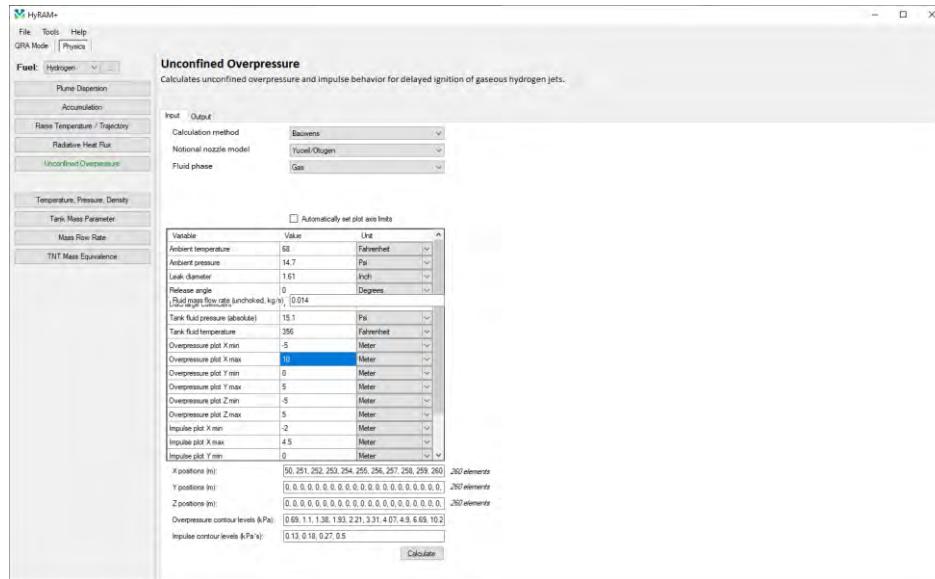 HyRAM+
File Tools Help
QRA Mode Physics
Fuel: Hydrogen ...
Plume Dispersion
Accumulation
Flame Temperature / Trajectory
Radiative Heat Flux
Unconfined Overpressure
Temperature, Pressure, Density
Tank Mass Parameter
Mass Flow Rate
TNT Mass Equivalence
Unconfined Overpressure
Calculates unconfined overpressure and impulse behavior for delayed ignition of gaseous hydrogen jets.
Input Output
Calculation method Bauwens
Notional nozzle model Yuceil/Otugen
Fluid phase Gas
Automatically set plot axis limits
Variable Value Unit
Ambient temperature 68 Fahrenheit
Ambient pressure 14.7 Psi
Leak diameter 1.61 Inch
Release angle 0 Degrees
Fluid mass flow rate (unchoked, kg/s) 0.014
Tank fluid pressure (absolute) 15.1 Psi
Tank fluid temperature 356 Fahrenheit
Overpressure plot X min -5 Meter
Overpressure plot X max 10 Meter
Overpressure plot Y min 0 Meter
Overpressure plot Y max 5 Meter
Overpressure plot Z min -5 Meter
Overpressure plot Z max 5 Meter
Impulse plot X min -2 Meter
Impulse plot X max 4.5 Meter
Impulse plot Y min 0 Meter
X positions (m): 50, 251, 252, 253, 254, 255, 256, 257, 258, 259, 260 260 elements
Y positions (m): 0, 0, 0, 0, 0, 0, 0, 0, 0, 0, 0, 0, 0, 0, 0, 0, 0, 0, 0, 0, 0, 260 elements
Z positions (m): 0, 0, 0, 0, 0, 0, 0, 0, 0, 0, 0, 0, 0, 0, 0, 0, 0, 0, 0, 0, 0, 260 elements
Overpressure contour levels (kPa): 0.69, 1.1, 1.38, 1.93, 2.21, 3.31, 4.07, 4.9, 6.69, 10.2
Impulse contour levels (kPa*s): 0.13, 0.18, 0.27, 0.5
Calculate